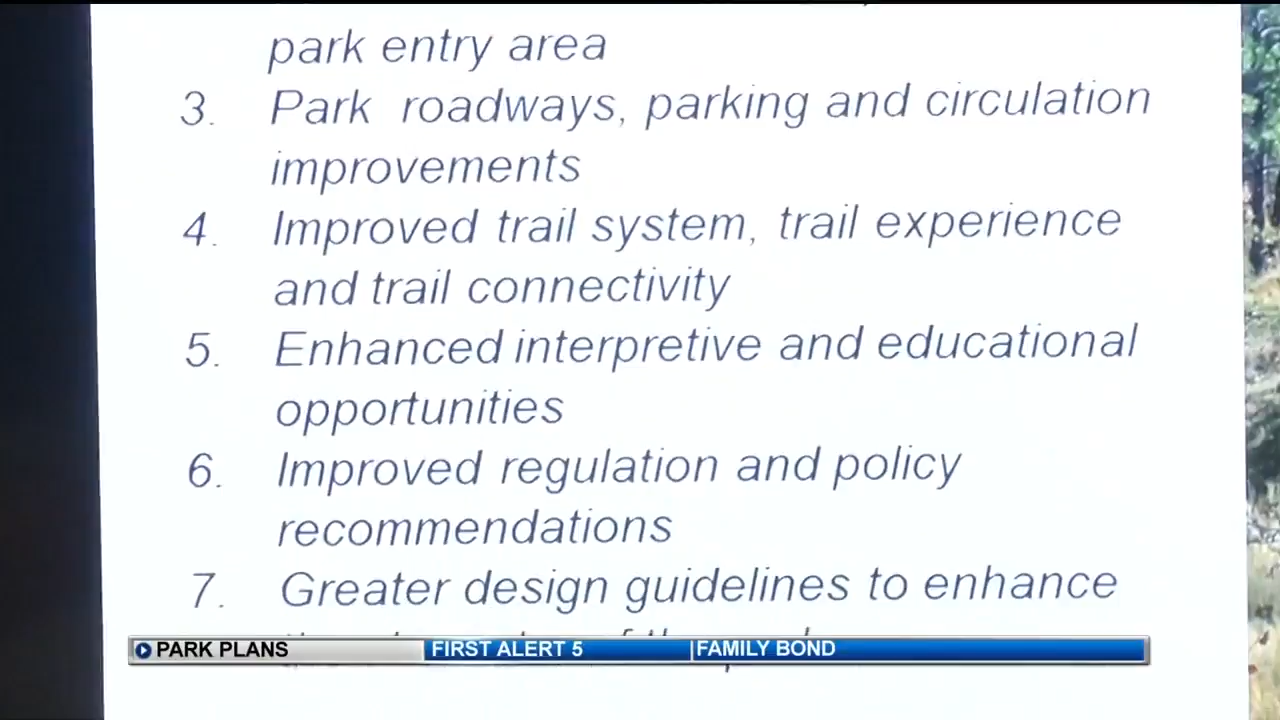 park entry area
3. Park roadways, parking and circulation
improvements
4. Improved trail system, trail experience
and trail connectivity
5. Enhanced interpretive and educational
opportunities
6. Improved regulation and policy
recommendations
7. Greater design guidelines to enhance
PARK PLANS FIRST ALERT 5 FAMILY BOND